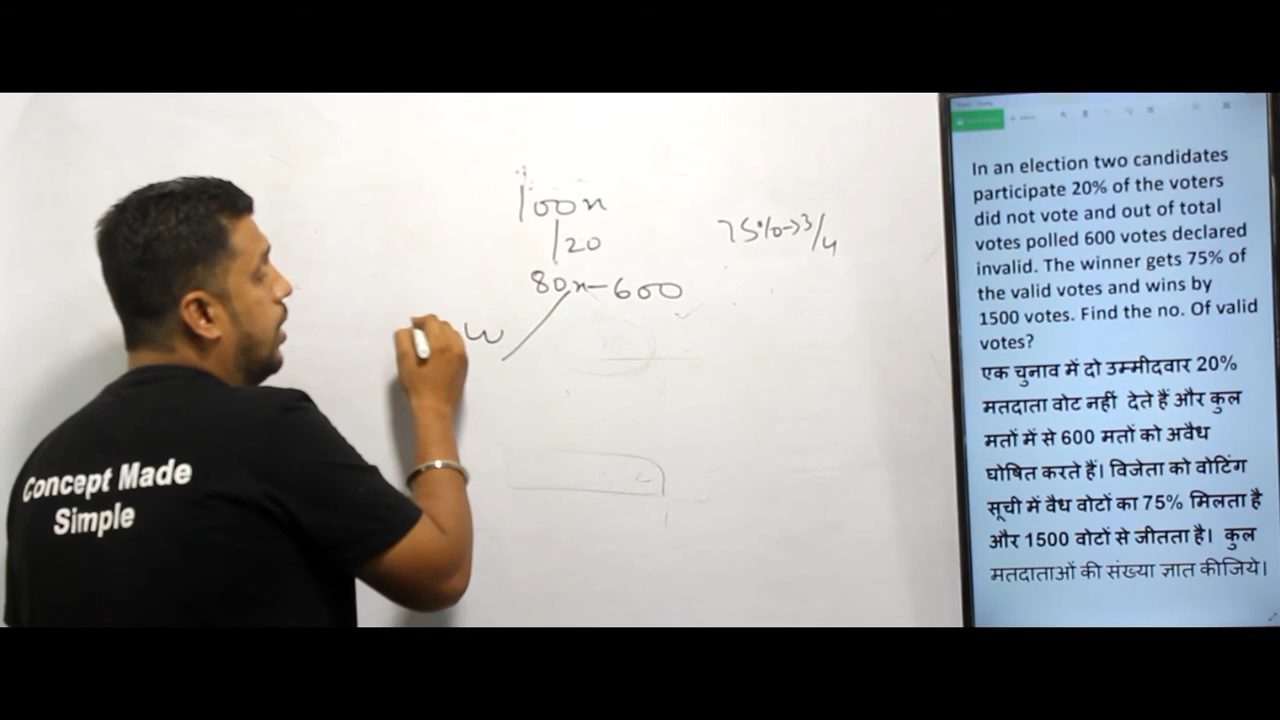 Concept Made
Simple
100x
20
80x-600
W
75%→3/4
In an election two candidates
participate 20% of the voters
did not vote and out of total
votes polled 600 votes declared
invalid. The winner gets 75% of
the valid votes and wins by
1500 votes. Find the no. Of valid
votes?
एक चुनाव में दो उम्मीदवार 20%
मतदाता वोट नहीं देते हैं और कुल
मतों में से 600 मतों को अवैध
घोषित करते हैं। विजेता को वोटिंग
सूची में वैध वोटों का 75% मिलता है
और 1500 वोटों से जीतता है। कुल
मतदाताओं की संख्या ज्ञात कीजिये।